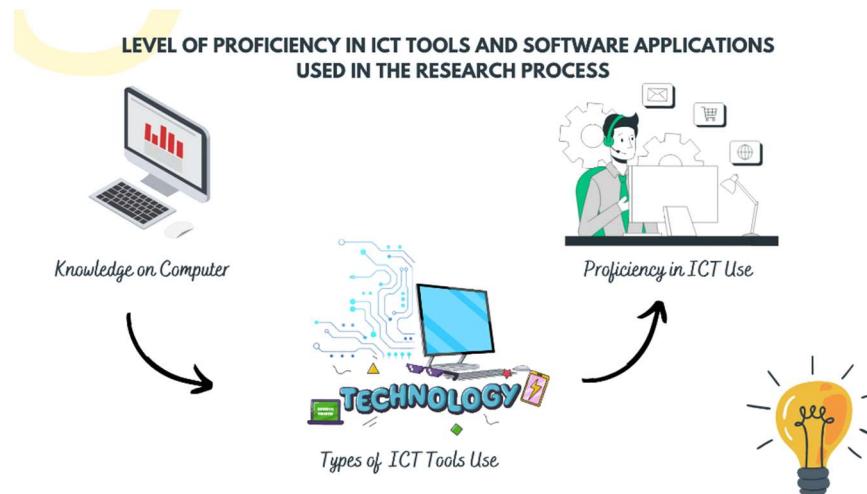 LEVEL OF PROFICIENCY IN ICT TOOLS AND SOFTWARE APPLICATIONS
USED IN THE RESEARCH PROCESS
Knowledge on Computer
Proficiency in ICT Use
TECHNOLOGY
Types of ICT Tools Use